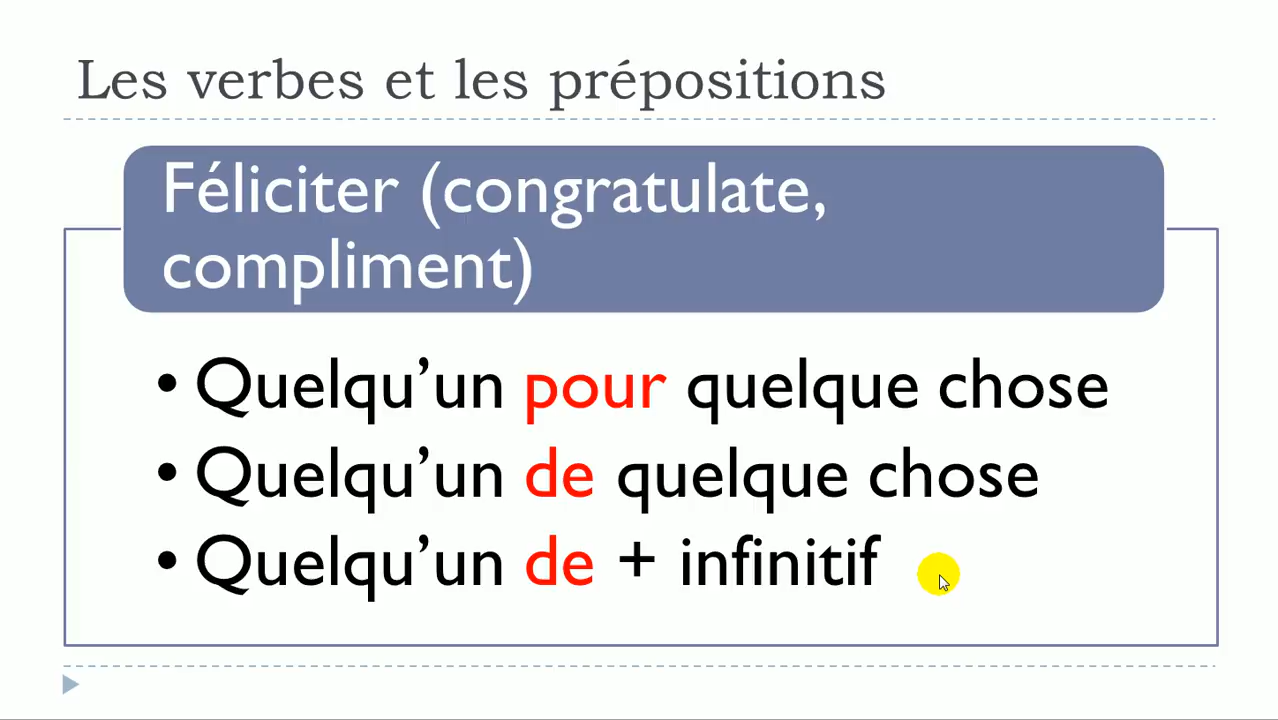 Les verbes et les prépositions
Féliciter (congratulate,
compliment)
• Quelqu’un pour quelque chose
• Quelqu’un de quelque chose
• Quelqu’un de + infinitif